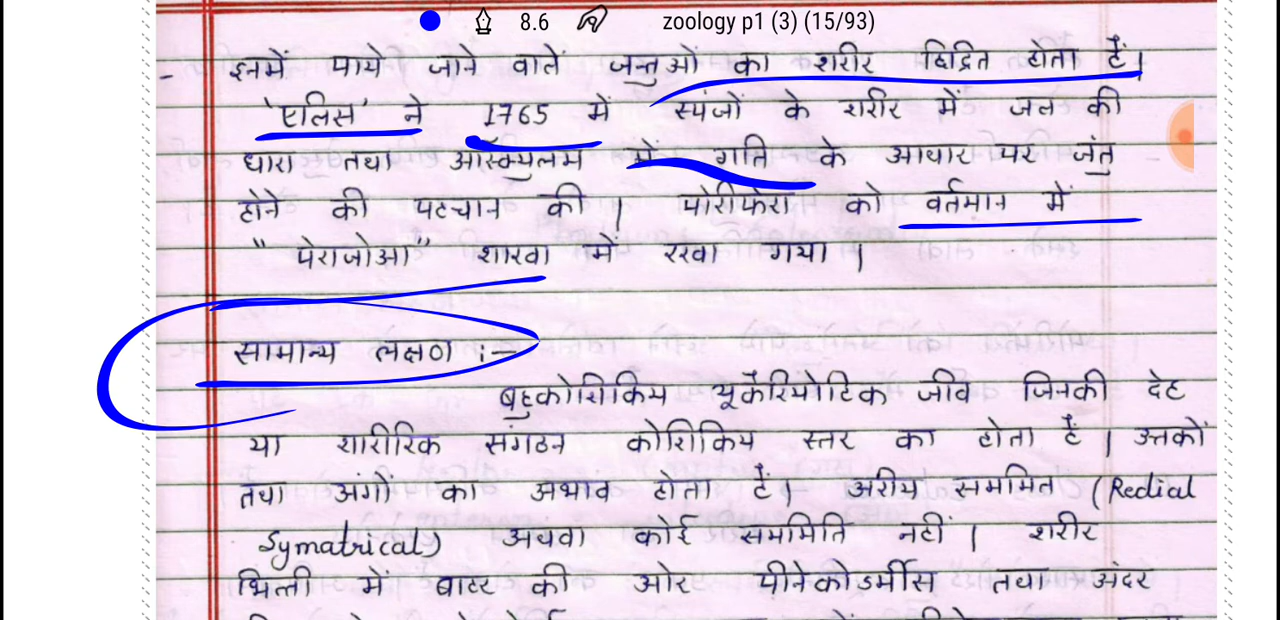 8.6 zoology p1 (3) (15/93)
- इनमें पाये जाने वाले जन्तुओं का शरीर छिद्रित होता है।
'एलिस' ने 1765 में स्पंजों के शरीर में जल की
धारा तथा ऑस्क्युलम में गति के आधार पर जंतु
होने की पहचान की। पोरीफेरा को वर्तमान में
"पेराजोआ" शाखा में रखा गया।
सामान्य लक्षण :-
बहुकोशिकिय यूकैरियोटिक जीव जिनकी देह
या शारीरिक संगठन कोशिकिय स्तर का होता है। उत्तकों
तथा अंगों का अभाव होता है। अरीय सममित (Redial
Symatrical) अथवा कोई सममिति नहीं। शरीर
भित्ती में बाहर की ओर पीनेकोडर्मीस तथा अंदर